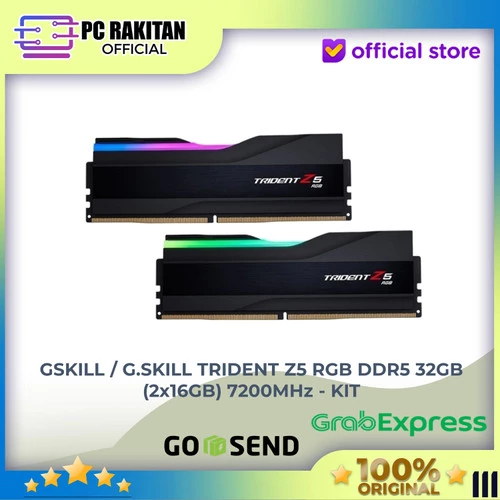 PC RAKITAN
OFFICIAL
official store
TRIDENT Z5
RGB
TRIDENT Z5
RGB
GSKILL / G.SKILL TRIDENT Z5 RGB DDR5 32GB
(2x16GB) 7200MHz - KIT
GrabExpress
GOSEND
100%
ORIGINAL